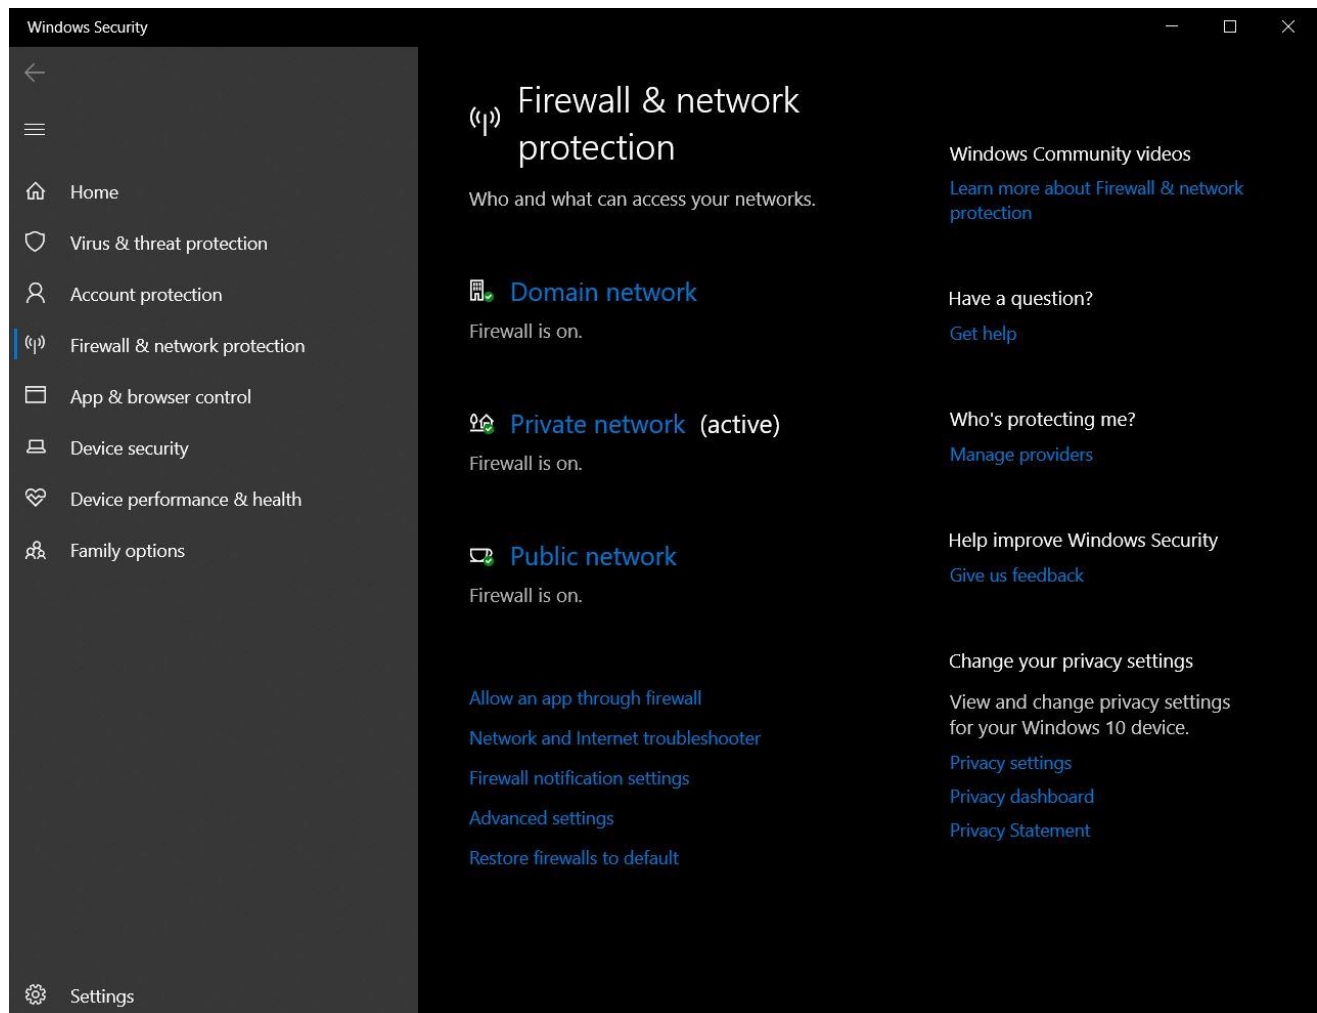 Windows Security
Home
Virus & threat protection
Account protection
Firewall & network protection
App & browser control
Device security
Device performance & health
Family options
Settings
Firewall & network
protection
Who and what can access your networks.
Domain network
Firewall is on.
Private network (active)
Firewall is on.
Public network
Firewall is on.
Allow an app through firewall
Network and Internet troubleshooter
Firewall notification settings
Advanced settings
Restore firewalls to default
Windows Community videos
Learn more about Firewall & network
protection
Have a question?
Get help
Who's protecting me?
Manage providers
Help improve Windows Security
Give us feedback
Change your privacy settings
View and change privacy settings
for your Windows 10 device.
Privacy settings
Privacy dashboard
Privacy Statement